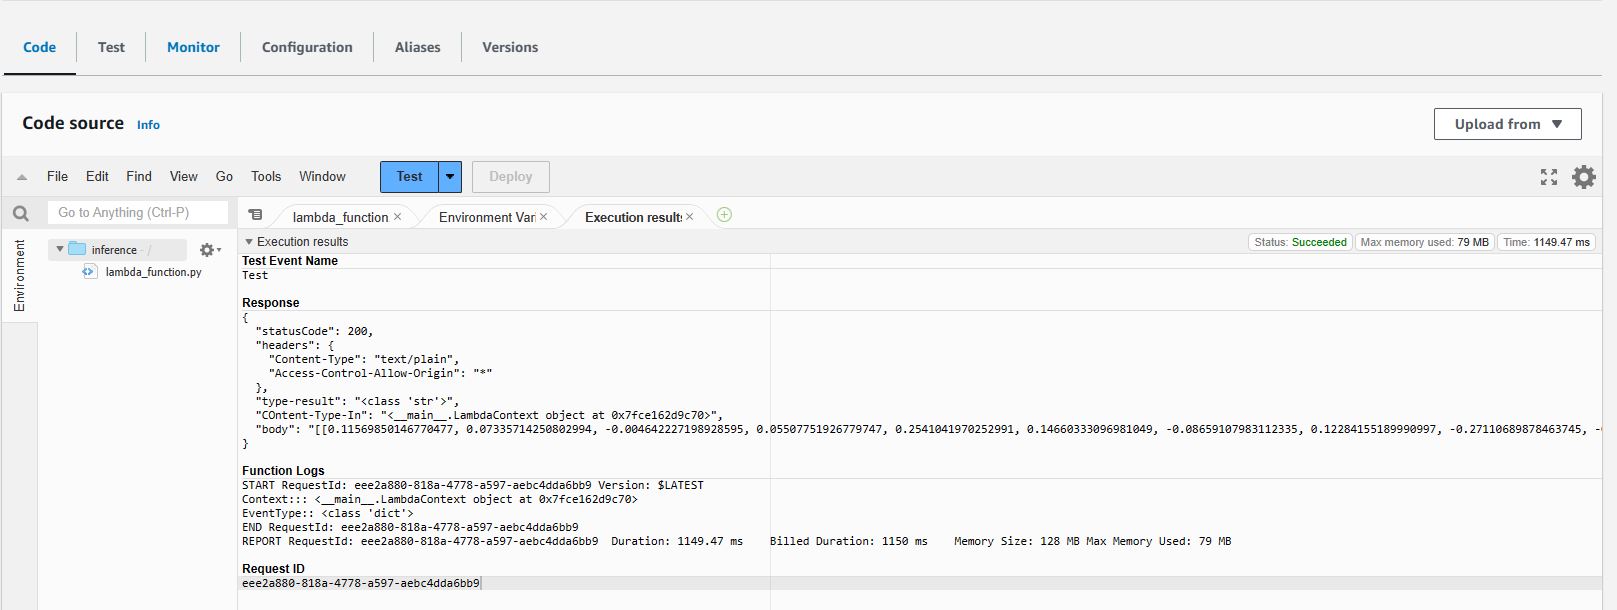 Code Test Monitor Configuration Aliases Versions
Code source Info
Upload from
File Edit Find View Go Tools Window Test Deploy
Go to Anything (Ctrl-P)
lambda_function
Environment Var
Execution results
Environment
inference - /
lambda_function.py
Execution results
Status: Succeeded Max memory used: 79 MB Time: 1149.47 ms
Test Event Name
Test
Response
{
"statusCode": 200,
"headers": {
"Content-Type": "text/plain",
"Access-Control-Allow-Origin": "*"
},
"type-result": "<class 'str'>",
"COntent-Type-In": "<__main__.LambdaContext object at 0x7fce162d9c70>",
"body": "[[0.11569850146770477, 0.07335714250802994, -0.004642227198928595, 0.05507751926779747, 0.2541041970252991, 0.14660333096981049, -0.08659107983112335, 0.12284155189990997, -0.27110689878463745, -
}
Function Logs
START RequestId: eee2a880-818a-4778-a597-aebc4dda6bb9 Version: $LATEST
Context::: <__main__.LambdaContext object at 0x7fce162d9c70>
EventType:: <class 'dict'>
END RequestId: eee2a880-818a-4778-a597-aebc4dda6bb9
REPORT RequestId: eee2a880-818a-4778-a597-aebc4dda6bb9 Duration: 1149.47 ms Billed Duration: 1150 ms Memory Size: 128 MB Max Memory Used: 79 MB
Request ID
eee2a880-818a-4778-a597-aebc4dda6bb9